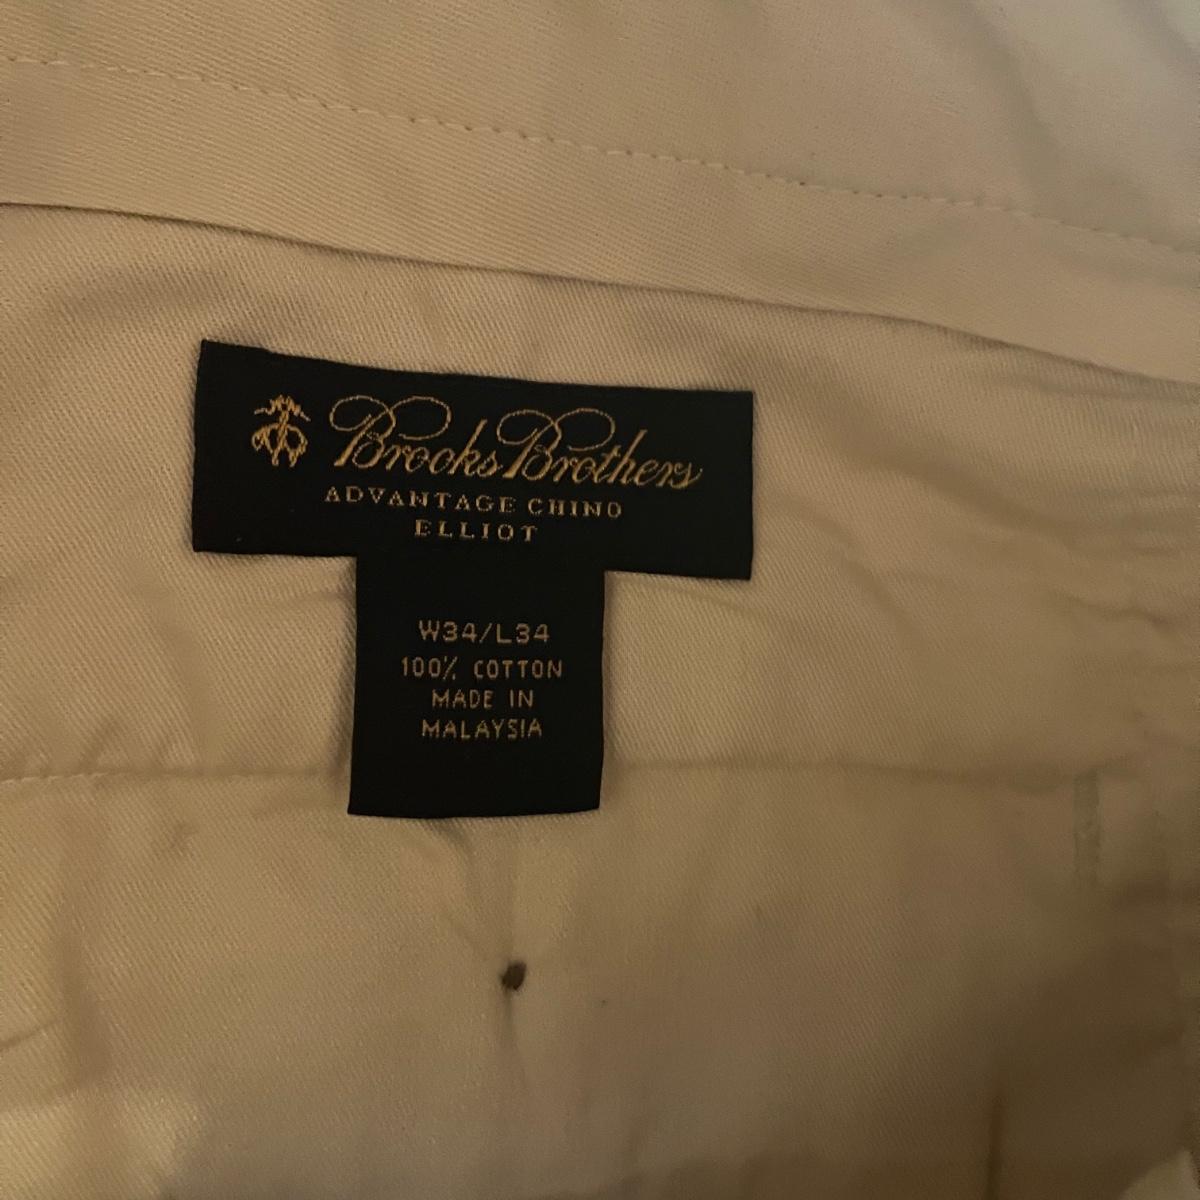 Brooks Brothers
ADVANTAGE CHINO
ELLIOT
W34/L34
100% COTTON
MADE IN
MALAYSIA